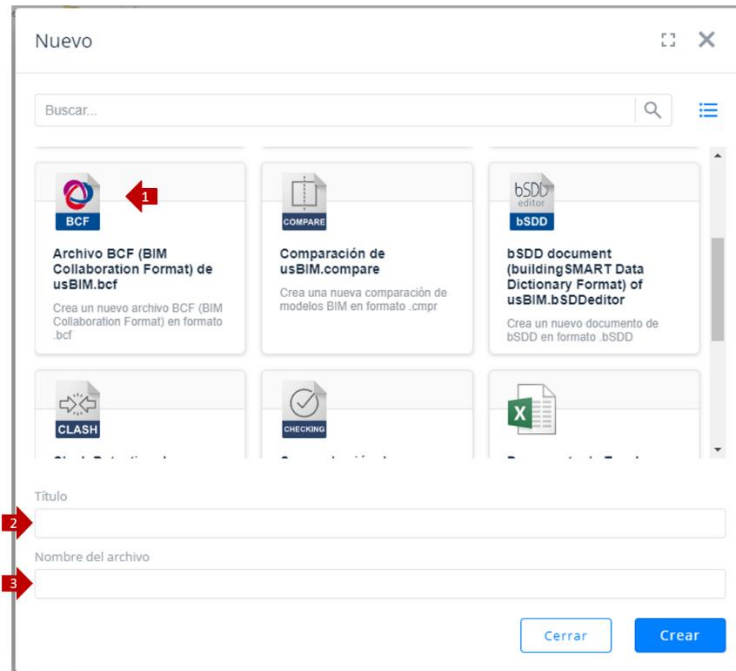 Nuevo
Buscar...
1
BCF
COMPARE
bSDD
editor
bSDD
Archivo BCF (BIM
Collaboration Format) de
usBIM.bcf
Crea un nuevo archivo BCF (BIM
Collaboration Format) en formato
.bcf
Comparación de
usBIM.compare
Crea una nueva comparación de
modelos BIM en formato .cmpr
bSDD document
(buildingSMART Data
Dictionary Format) of
usBIM.bSDDeditor
Crea un nuevo documento de
bSDD en formato .bSDD
CLASH
CHECKING
X
Título
2
Nombre del archivo
3
Cerrar
Crear